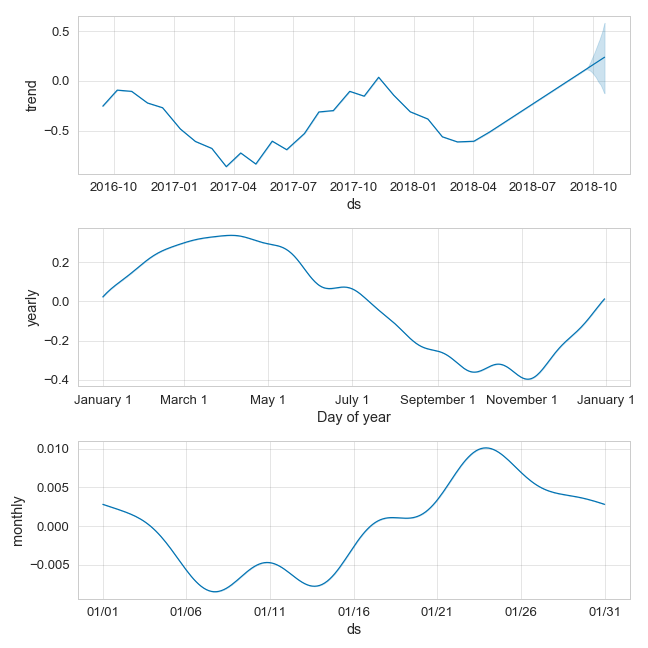 0.5
0.0
−0.5
trend
2016-10 2017-01 2017-04 2017-07 2017-10 2018-01 2018-04 2018-07 2018-10
ds
0.2
0.0
−0.2
−0.4
yearly
January 1 March 1 May 1 July 1 September 1 November 1 January 1
Day of year
0.010
0.005
0.000
−0.005
monthly
01/01 01/06 01/11 01/16 01/21 01/26 01/31
ds